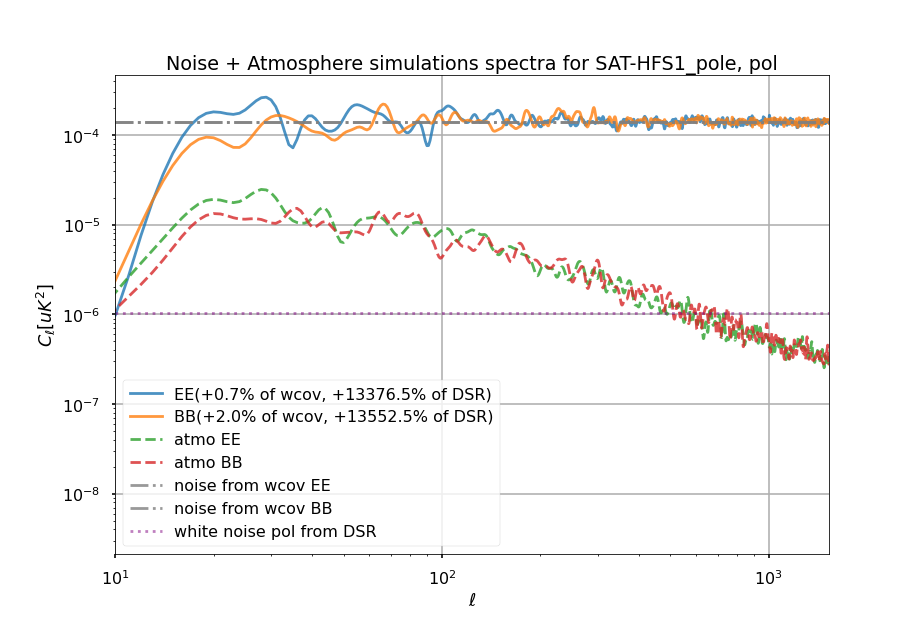 Noise + Atmosphere simulations spectra for SAT-HFS1_pole, pol
10⁻⁴
10⁻⁵
10⁻⁶
10⁻⁷
10⁻⁸
Cℓ[uK²]
EE(+0.7% of wcov, +13376.5% of DSR)
BB(+2.0% of wcov, +13552.5% of DSR)
atmo EE
atmo BB
noise from wcov EE
noise from wcov BB
white noise pol from DSR
10¹ 10² 10³
ℓ